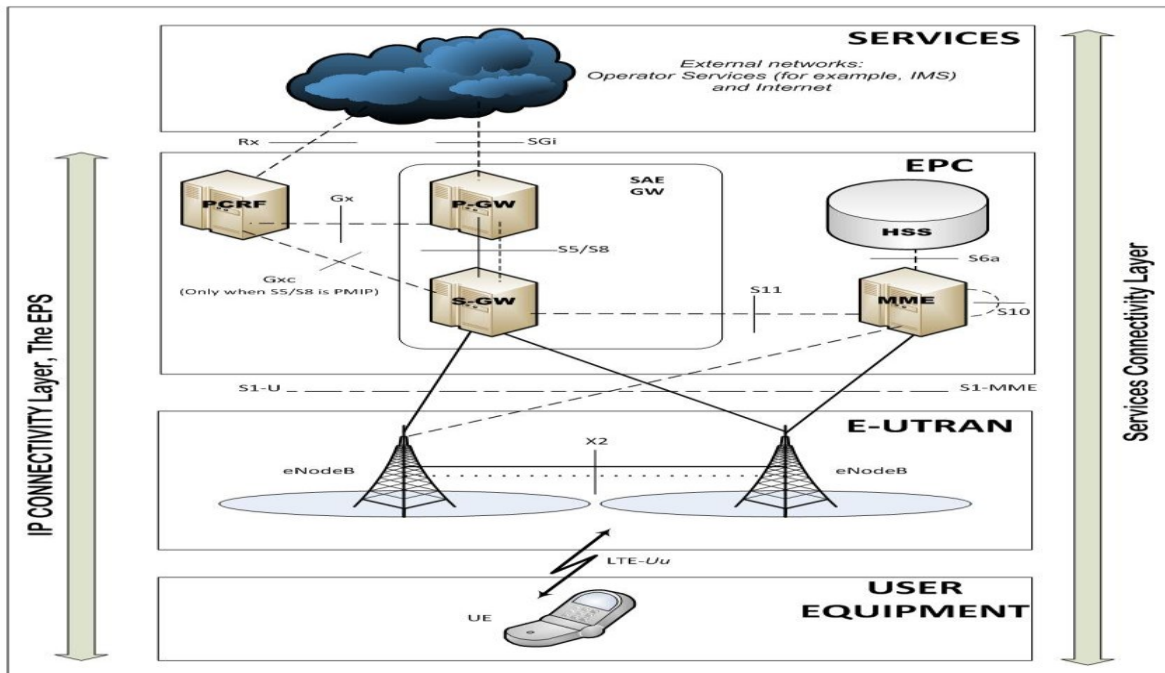 SERVICES
External networks:
Operator Services (for example, IMS)
and Internet
Rx
SGi
EPC
SAE
GW
PCRF
Gx
P-GW
HSS
S5/S8
S6a
Gxc
(Only when S5/S8 is PMIP)
S-GW
S11
MME
S10
S1-U
S1-MME
E-UTRAN
X2
eNodeB
eNodeB
LTE-Uu
USER
EQUIPMENT
UE
IP CONNECTIVITY Layer, The EPS
Services Connectivity Layer